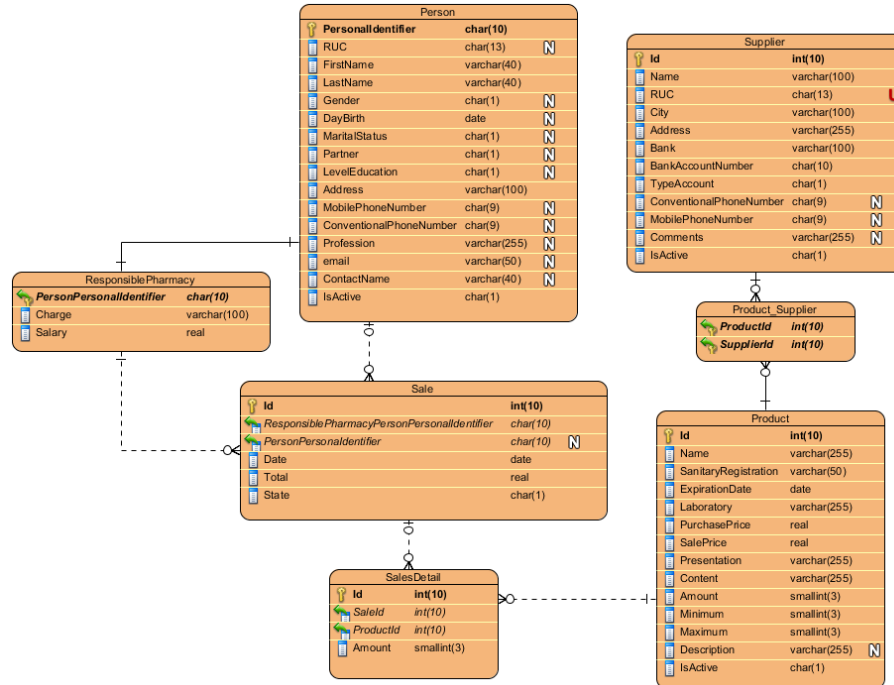 Person
PersonalIdentifier char(10)
RUC char(13) N
FirstName varchar(40)
LastName varchar(40)
Gender char(1) N
DayBirth date N
MaritalStatus char(1) N
Partner char(1) N
LevelEducation char(1) N
Address varchar(100)
MobilePhoneNumber char(9) N
ConventionalPhoneNumber char(9) N
Profession varchar(255) N
email varchar(50) N
ContactName varchar(40) N
IsActive char(1)
Supplier
Id int(10)
Name varchar(100)
RUC char(13) U
City varchar(100)
Address varchar(255)
Bank varchar(100)
BankAccountNumber char(10)
TypeAccount char(1)
ConventionalPhoneNumber char(9) N
MobilePhoneNumber char(9) N
Comments varchar(255) N
IsActive char(1)
ResponsiblePharmacy
PersonPersonalIdentifier char(10)
Charge varchar(100)
Salary real
Product_Supplier
ProductId int(10)
SupplierId int(10)
Sale
Id int(10)
ResponsiblePharmacyPersonPersonalIdentifier char(10)
PersonPersonaIdentifier char(10) N
Date date
Total real
State char(1)
Product
Id int(10)
Name varchar(255)
SanitaryRegistration varchar(50)
ExpirationDate date
Laboratory varchar(255)
PurchasePrice real
SalePrice real
Presentation varchar(255)
Content varchar(255)
Amount smallint(3)
Minimum smallint(3)
Maximum smallint(3)
Description varchar(255) N
IsActive char(1)
SalesDetail
Id int(10)
SaleId int(10)
ProductId int(10)
Amount smallint(3)